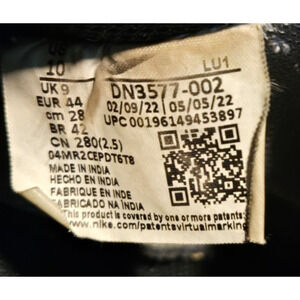 US
10 LU1
UK 9 DN3577-002
EUR 44 02/09/22 | 05/05/22
cm 28 UPC 00196149453897
BR 42
CN 280(2.5)
04MR2CEPDT6T8
MADE IN INDIA
HECHO EN INDIA
FABRIQUE EN INDE
FABRICADO NA INDIA
This product is covered by one or more patents.
www.nike.com/patentsvirtualmarking